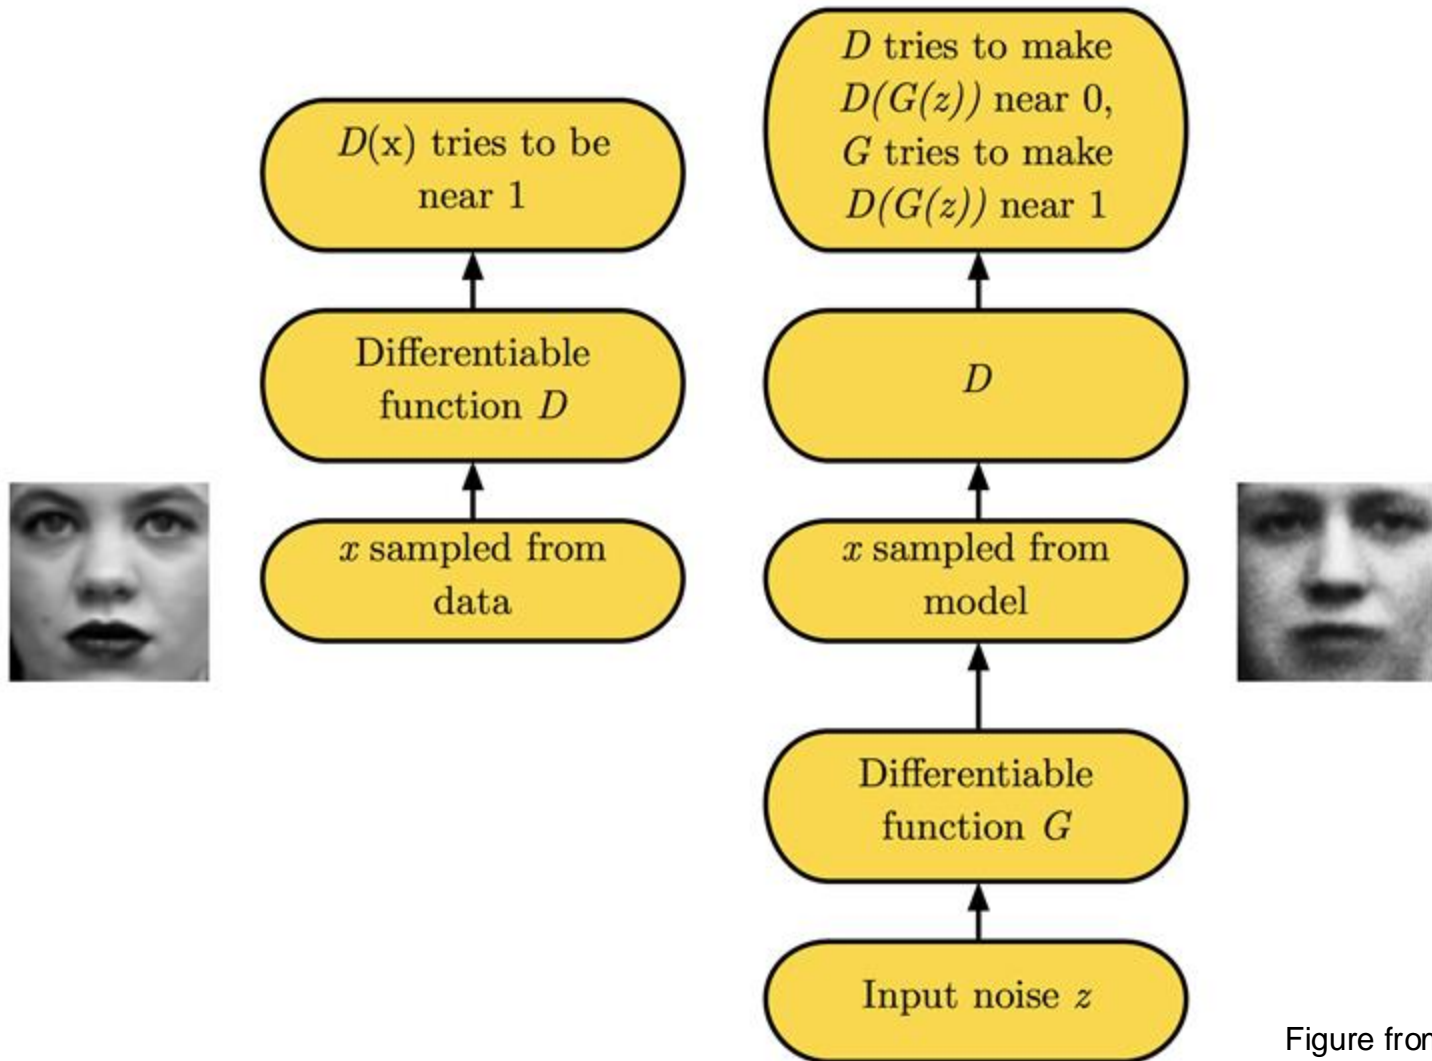 D(x) tries to be
near 1
Differentiable
function D
x sampled from
data
D tries to make
D(G(z)) near 0,
G tries to make
D(G(z)) near 1
D
x sampled from
model
Differentiable
function G
Input noise z
Figure